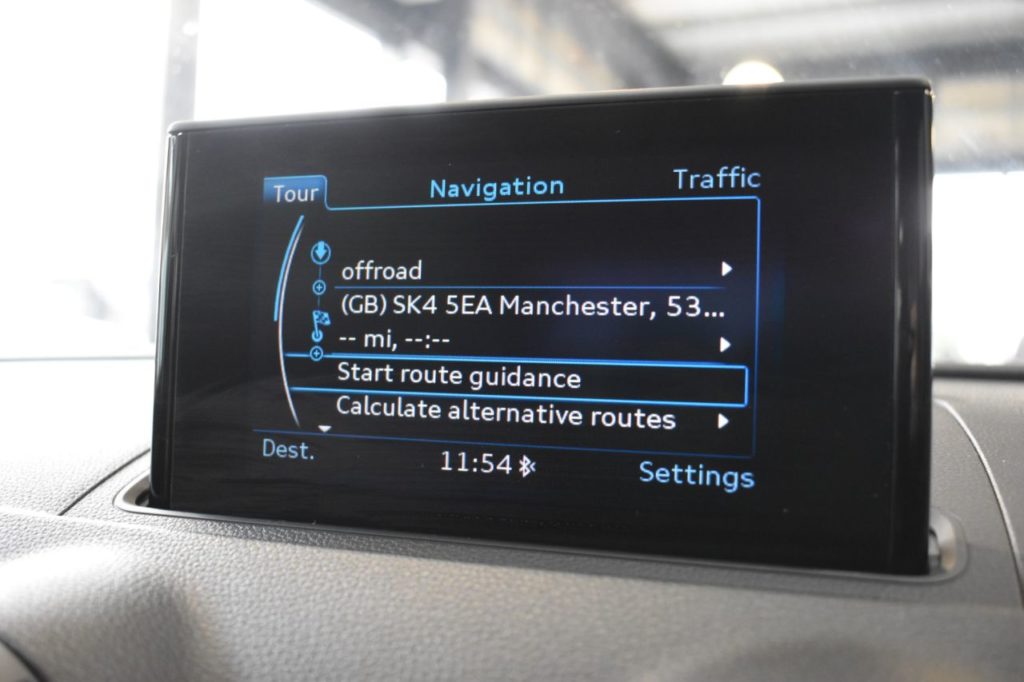 Tour Navigation Traffic
offroad
(GB) SK4 5EA Manchester, 53...
-- mi, --:--
Start route guidance
Calculate alternative routes
Dest. 11:54 Settings